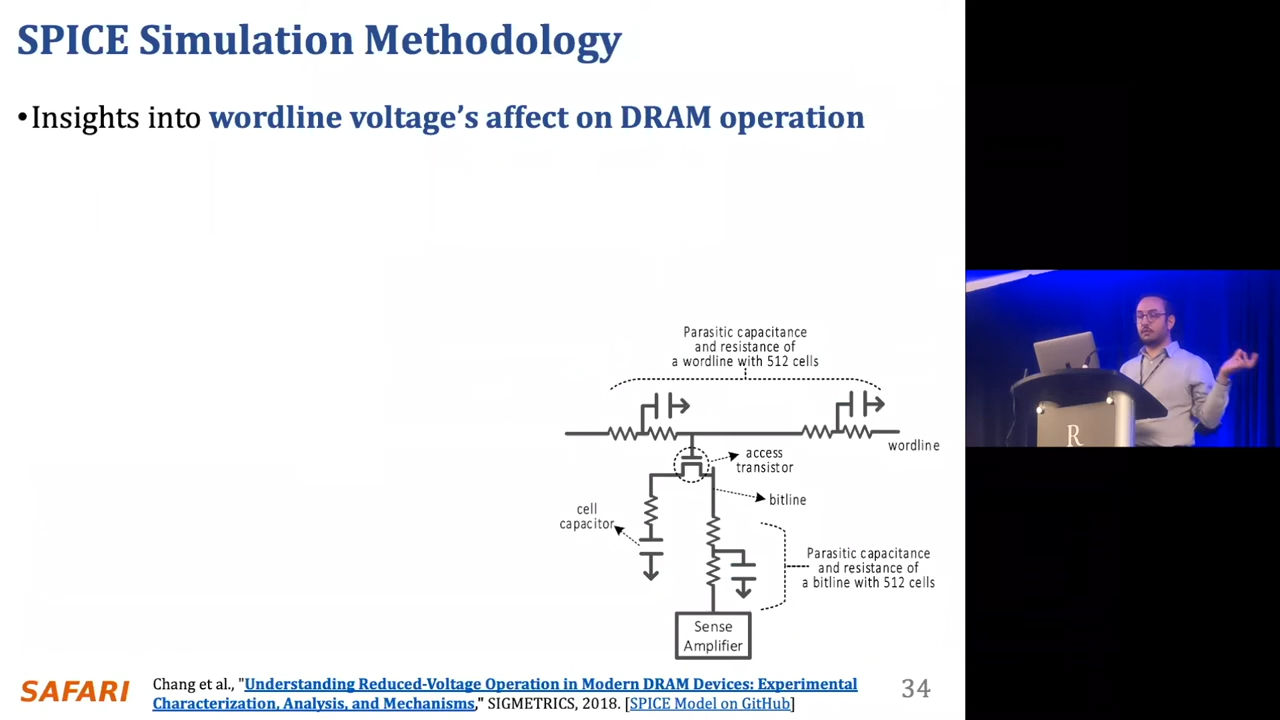 SPICE Simulation Methodology
•Insights into wordline voltage’s affect on DRAM operation
Parasitic capacitance
and resistance of
a wordline with 512 cells
wordline
access
transistor
bitline
cell
capacitor
Parasitic capacitance
and resistance of
a bitline with 512 cells
Sense
Amplifier
R
SAFARI
Chang et al., "Understanding Reduced-Voltage Operation in Modern DRAM Devices: Experimental
Characterization, Analysis, and Mechanisms," SIGMETRICS, 2018. [SPICE Model on GitHub]
34